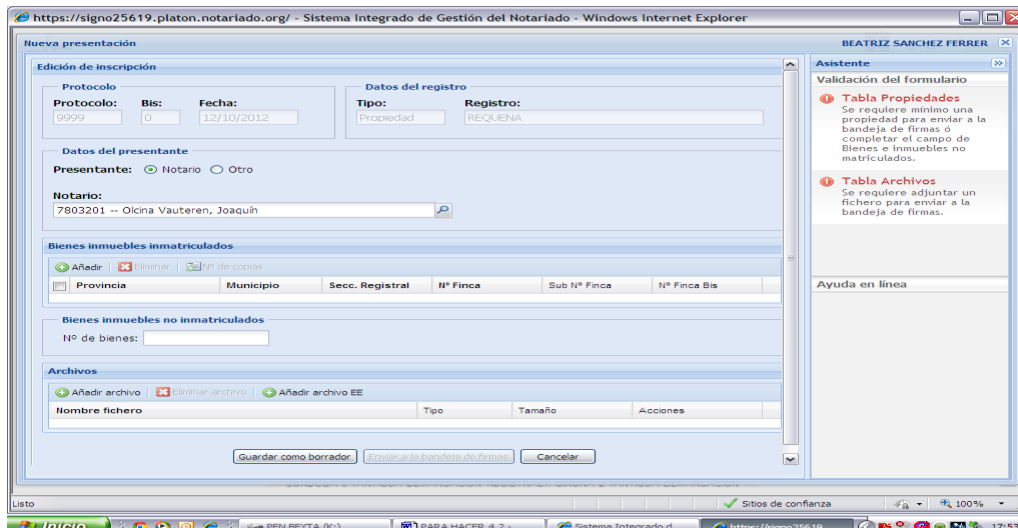 https://signo25619.platon.notariado.org/ - Sistema Integrado de Gestión del Notariado - Windows Internet Explorer
Nueva presentación BEATRIZ SANCHEZ FERRER
Edición de inscripción
Protocolo
Protocolo: Bis: Fecha:
9999 0 12/10/2012
Datos del registro
Tipo: Registro:
Propiedad REQUENA
Datos del presentante
Presentante: Notario Otro
Notario:
7803201 -- Olcina Vauteren, Joaquín
Bienes inmuebles inmatriculados
Añadir Eliminar Nº de copias
Provincia Municipio Secc. Registral Nº Finca Sub Nº Finca Nº Finca Bis
Bienes inmuebles no inmatriculados
Nº de bienes:
Archivos
Añadir archivo Eliminar archivo Añadir archivo EE
Nombre fichero Tipo Tamaño Acciones
Guardar como borrador Enviar a la bandeja de firmas Cancelar
Asistente
Validación del formulario
Tabla Propiedades
Se requiere mínimo una
propiedad para enviar a la
bandeja de firmas ó
completar el campo de
Bienes e inmuebles no
matriculados.
Tabla Archivos
Se requiere adjuntar un
fichero para enviar a la
bandeja de firmas.
Ayuda en línea
Listo Sitios de confianza 100%
Inicio PEN BEYTA (K:) PARA HACER 4.2 - Sistema Integrado d https://signo25619 17:53